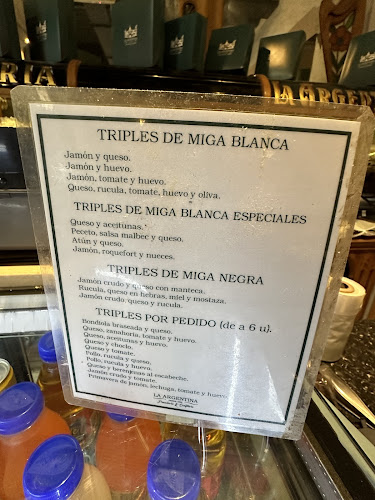 TRIPLES DE MIGA BLANCA
Jamón y queso.
Jamón y huevo.
Jamón, tomate y huevo.
Queso, rucula, tomate, huevo y oliva.
TRIPLES DE MIGA BLANCA ESPECIALES
Queso y aceitunas.
Peceto, salsa malbec y queso.
Atún y queso.
Jamón, roquefort y nueces.
TRIPLES DE MIGA NEGRA
Jamón crudo y queso con manteca.
Rucula, queso en hebras, miel y mostaza.
Jamón crudo, queso y rucula.
TRIPLES POR PEDIDO (de a 6 u).
Bondiola braseada y queso.
Queso, zanahoria, tomate y huevo.
Queso, aceitunas y huevo.
Queso y choclo.
Queso y tomate.
Pollo, rucula y queso.
Pollo, rucula y huevo.
Queso y berenjenas al escabeche.
Jamón crudo y tomate.
Primavera de jamón, lechuga, tomate y huevo.
LA ARGENTINA